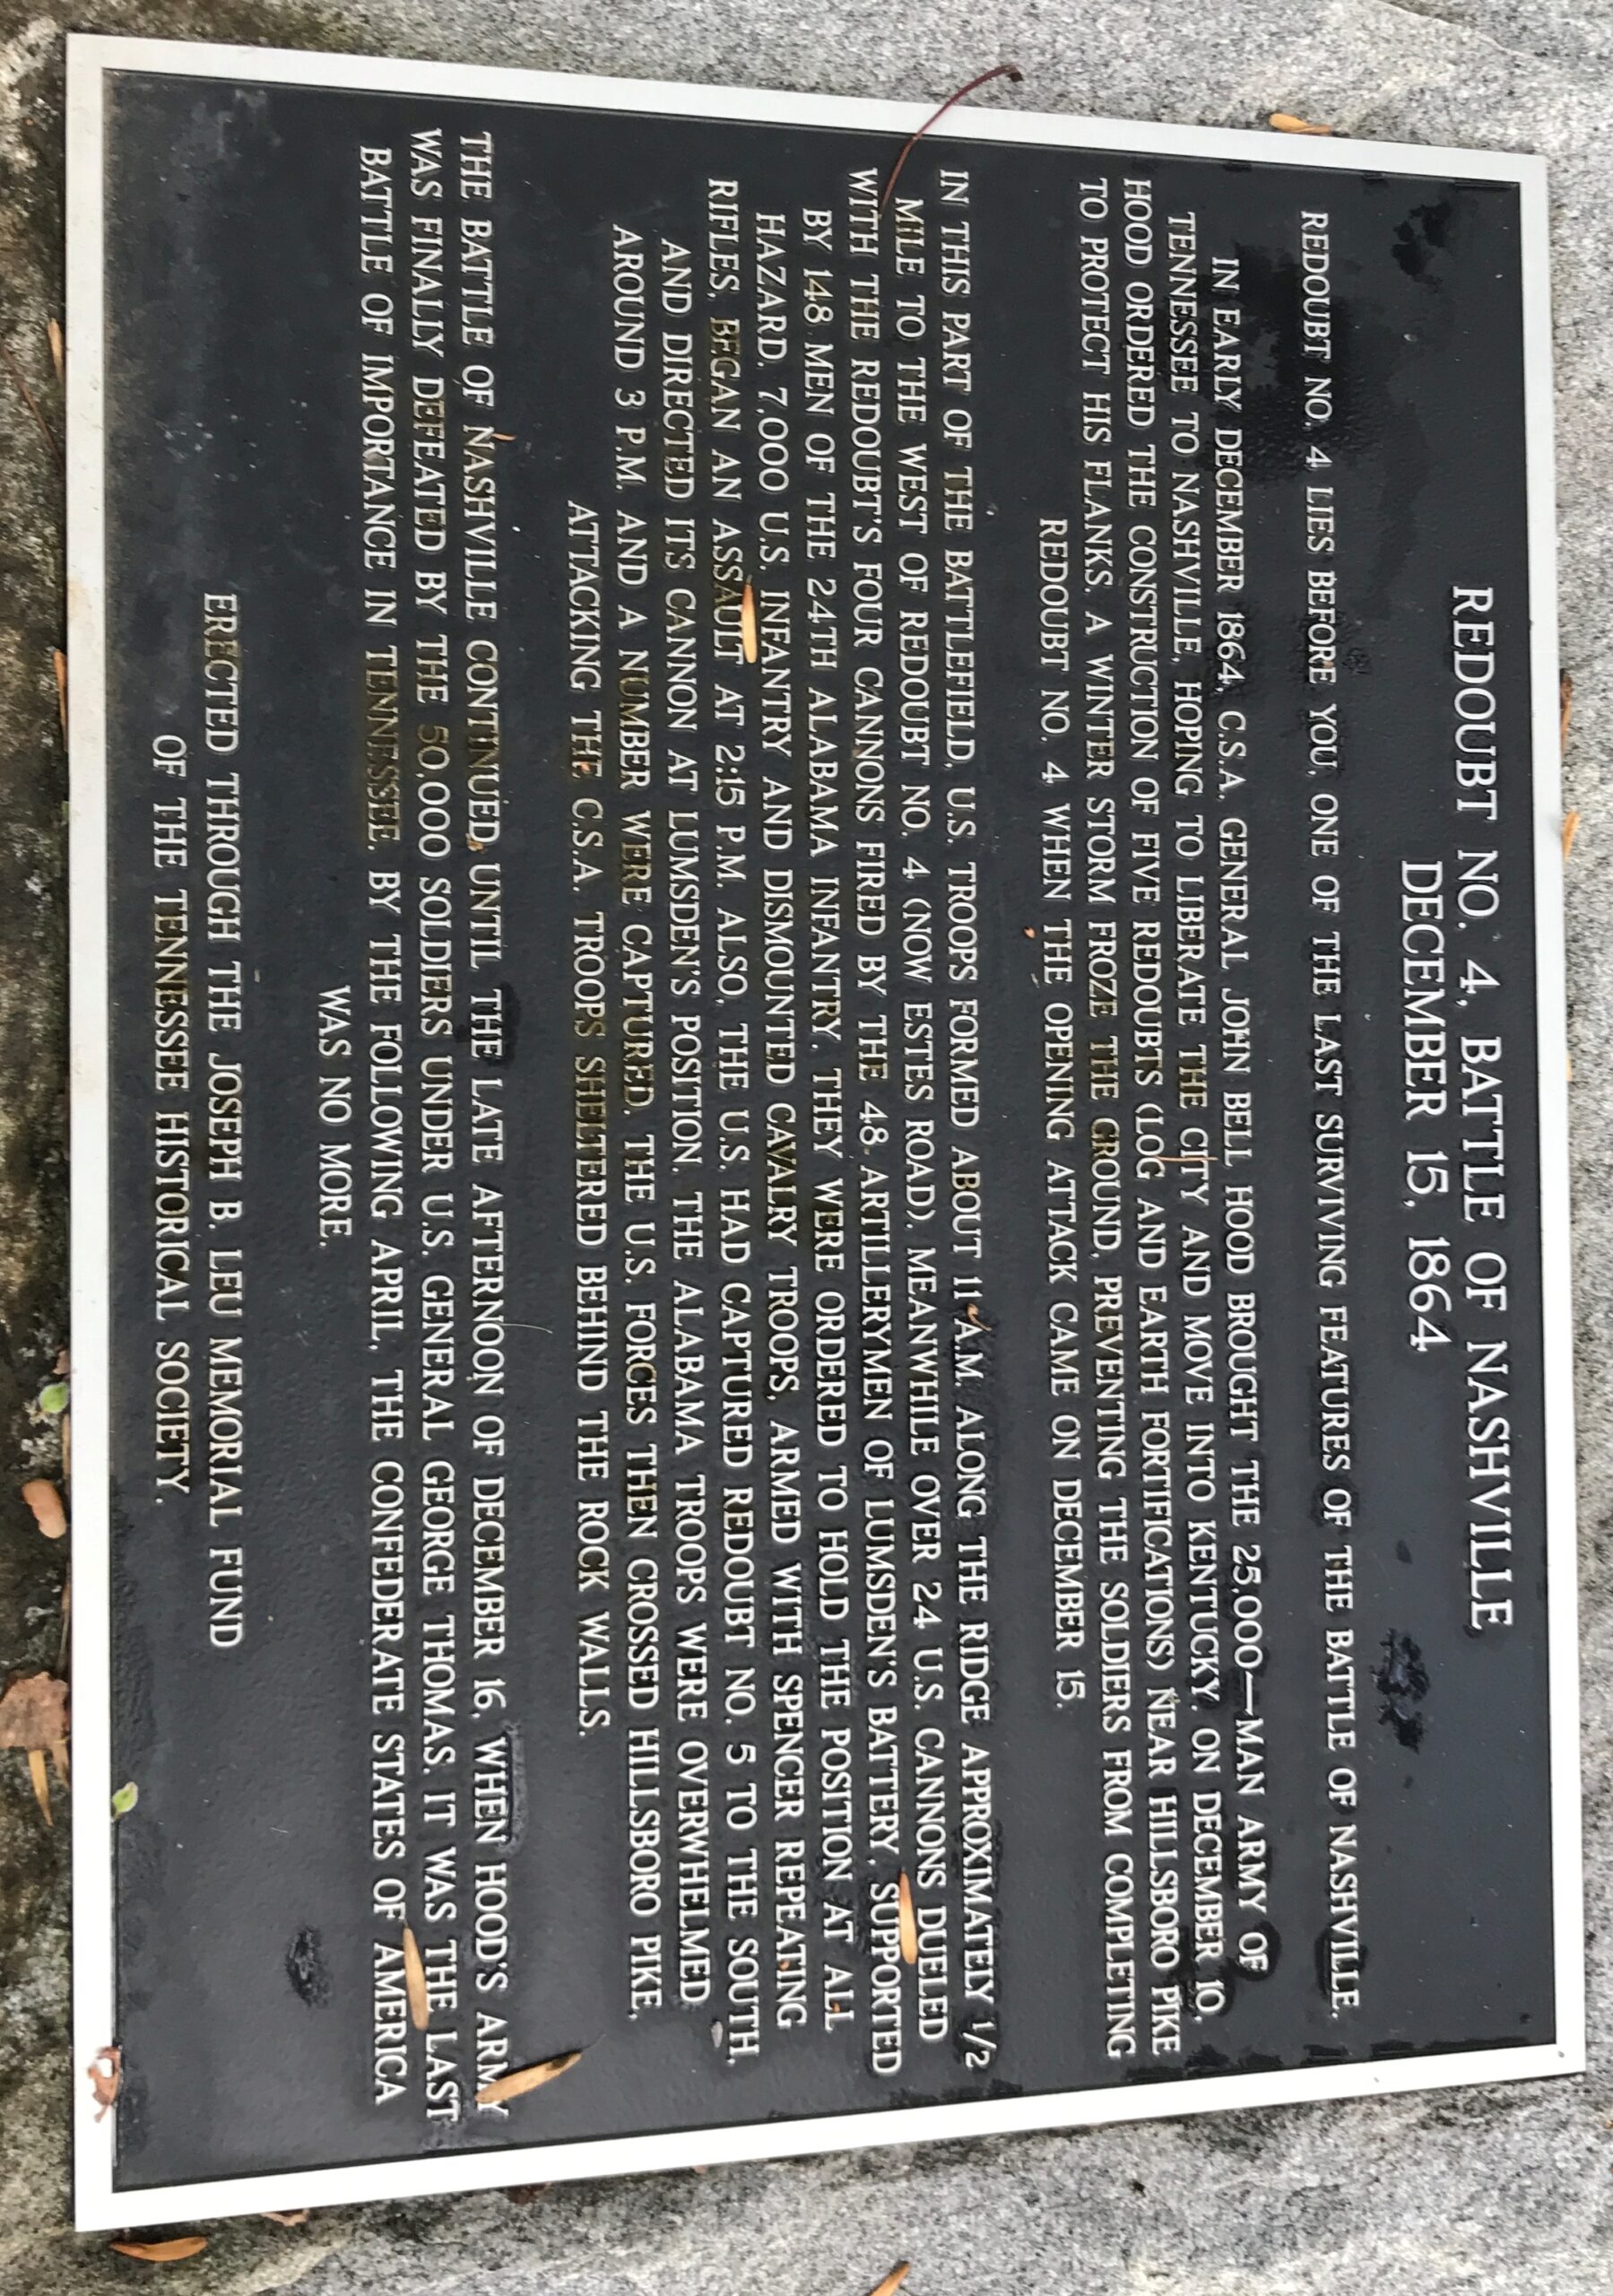 REDOUBT NO. 4, BATTLE OF NASHVILLE
DECEMBER 15, 1864
REDOUBT NO. 4 LIES BEFORE YOU, ONE OF THE LAST SURVIVING FEATURES OF THE BATTLE OF NASHVILLE.
IN EARLY DECEMBER 1864, C.S.A. GENERAL JOHN BELL HOOD BROUGHT THE 25,000—MAN ARMY OF
TENNESSEE TO NASHVILLE, HOPING TO LIBERATE THE CITY AND MOVE INTO KENTUCKY. ON DECEMBER 10,
HOOD ORDERED THE CONSTRUCTION OF FIVE REDOUBTS (LOG AND EARTH FORTIFICATIONS) NEAR HILLSBORO PIKE
TO PROTECT HIS FLANKS. A WINTER STORM FROZE THE GROUND, PREVENTING THE SOLDIERS FROM COMPLETING
REDOUBT NO. 4 WHEN THE OPENING ATTACK CAME ON DECEMBER 15.
IN THIS PART OF THE BATTLEFIELD, U.S. TROOPS FORMED ABOUT 11 A.M. ALONG THE RIDGE APPROXIMATELY 1/2
MILE TO THE WEST OF REDOUBT NO. 4 (NOW ESTES ROAD). MEANWHILE OVER 24 U.S. CANNONS DUELED
WITH THE REDOUBT'S FOUR CANNONS FIRED BY THE 48 ARTILLERYMEN OF LUMSDEN'S BATTERY, SUPPORTED
BY 148 MEN OF THE 24TH ALABAMA INFANTRY. THEY WERE ORDERED TO HOLD THE POSITION AT ALL
HAZARD. 7,000 U.S. INFANTRY AND DISMOUNTED CAVALRY TROOPS, ARMED WITH SPENCER REPEATING
RIFLES, BEGAN AN ASSAULT AT 2:15 P.M. ALSO, THE U.S. HAD CAPTURED REDOUBT NO. 5 TO THE SOUTH,
AND DIRECTED ITS CANNON AT LUMSDEN'S POSITION. THE ALABAMA TROOPS WERE OVERWHELMED
AROUND 3 P.M. AND A NUMBER WERE CAPTURED. THE U.S. FORCES THEN CROSSED HILLSBORO PIKE,
ATTACKING THE C.S.A. TROOPS SHELTERED BEHIND THE ROCK WALLS.
THE BATTLE OF NASHVILLE CONTINUED, UNTIL THE LATE AFTERNOON OF DECEMBER 16, WHEN HOOD'S ARMY
WAS FINALLY DEFEATED BY THE 50,000 SOLDIERS UNDER U.S. GENERAL GEORGE THOMAS. IT WAS THE LAST
BATTLE OF IMPORTANCE IN TENNESSEE. BY THE FOLLOWING APRIL, THE CONFEDERATE STATES OF AMERICA
WAS NO MORE.
ERECTED THROUGH THE JOSEPH B. LEU MEMORIAL FUND
OF THE TENNESSEE HISTORICAL SOCIETY.